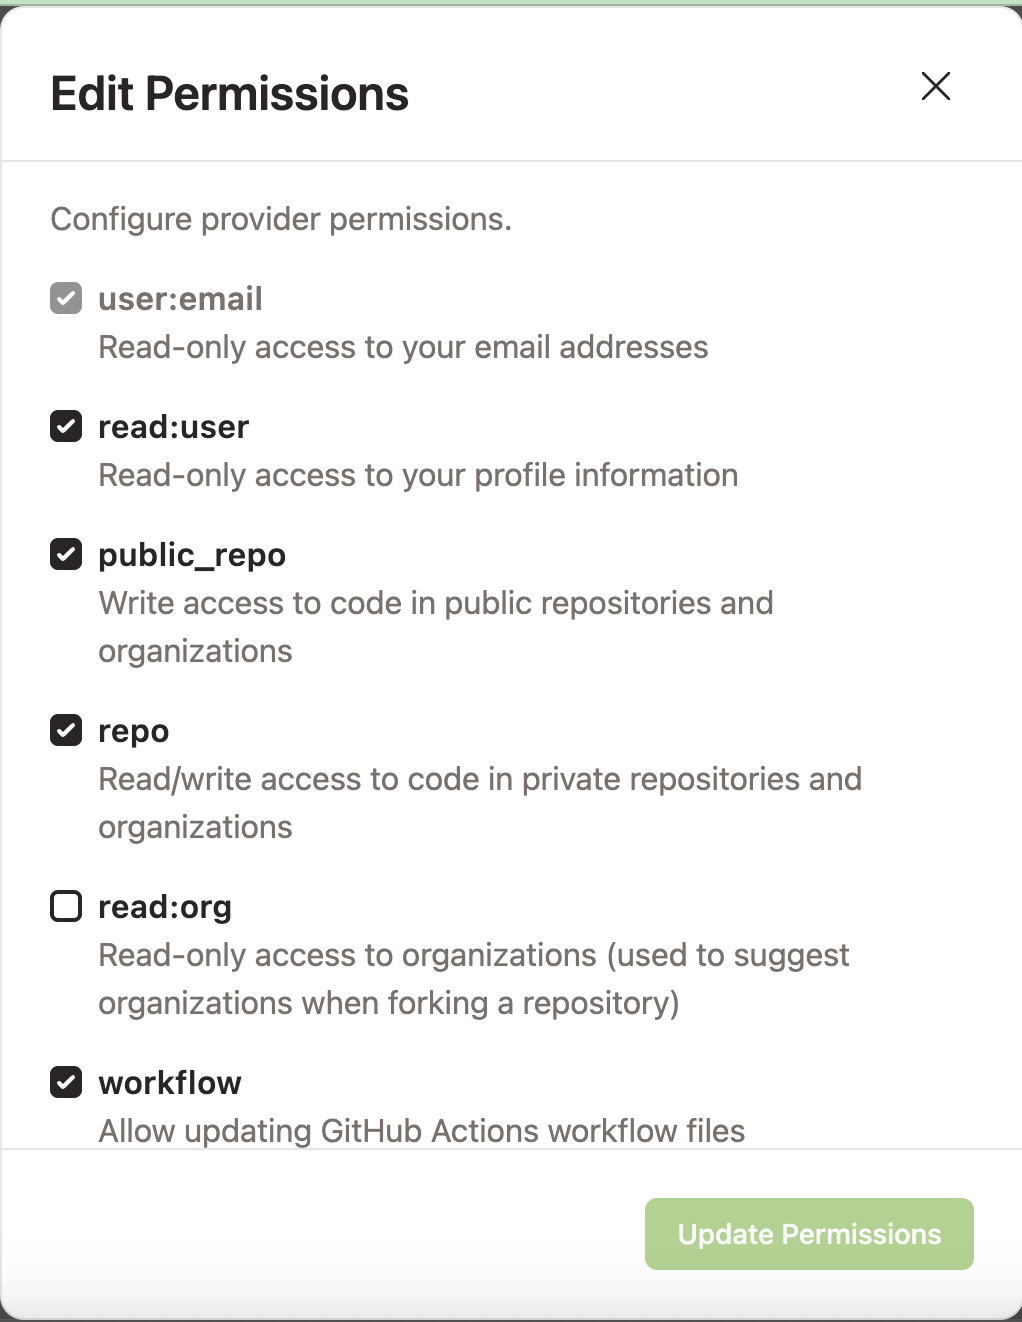 Edit Permissions
Configure provider permissions.
user:email
Read-only access to your email addresses
read:user
Read-only access to your profile information
public_repo
Write access to code in public repositories and
organizations
repo
Read/write access to code in private repositories and
organizations
read:org
Read-only access to organizations (used to suggest
organizations when forking a repository)
workflow
Allow updating GitHub Actions workflow files
Update Permissions